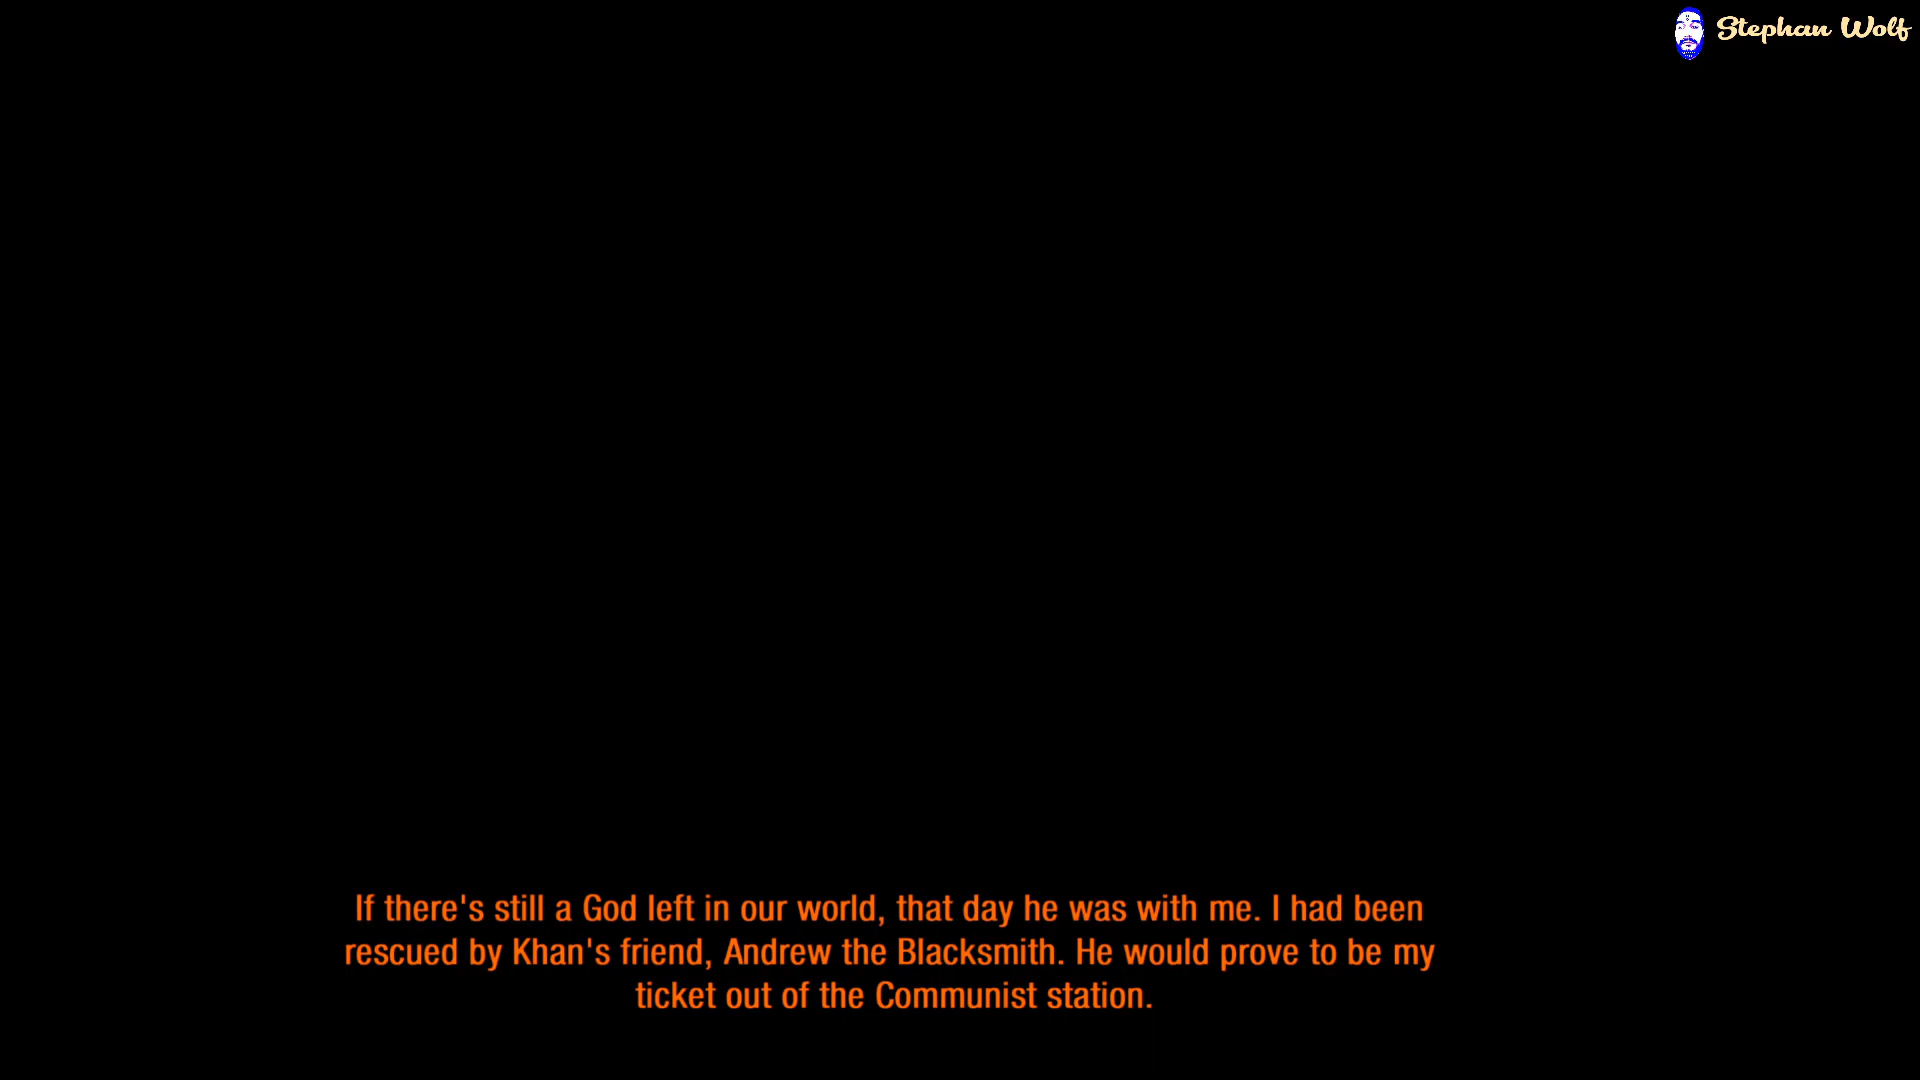 Stephan Wolf
If there's still a God left in our world, that day he was with me. I had been
rescued by Khan's friend, Andrew the Blacksmith. He would prove to be my
ticket out of the Communist station.